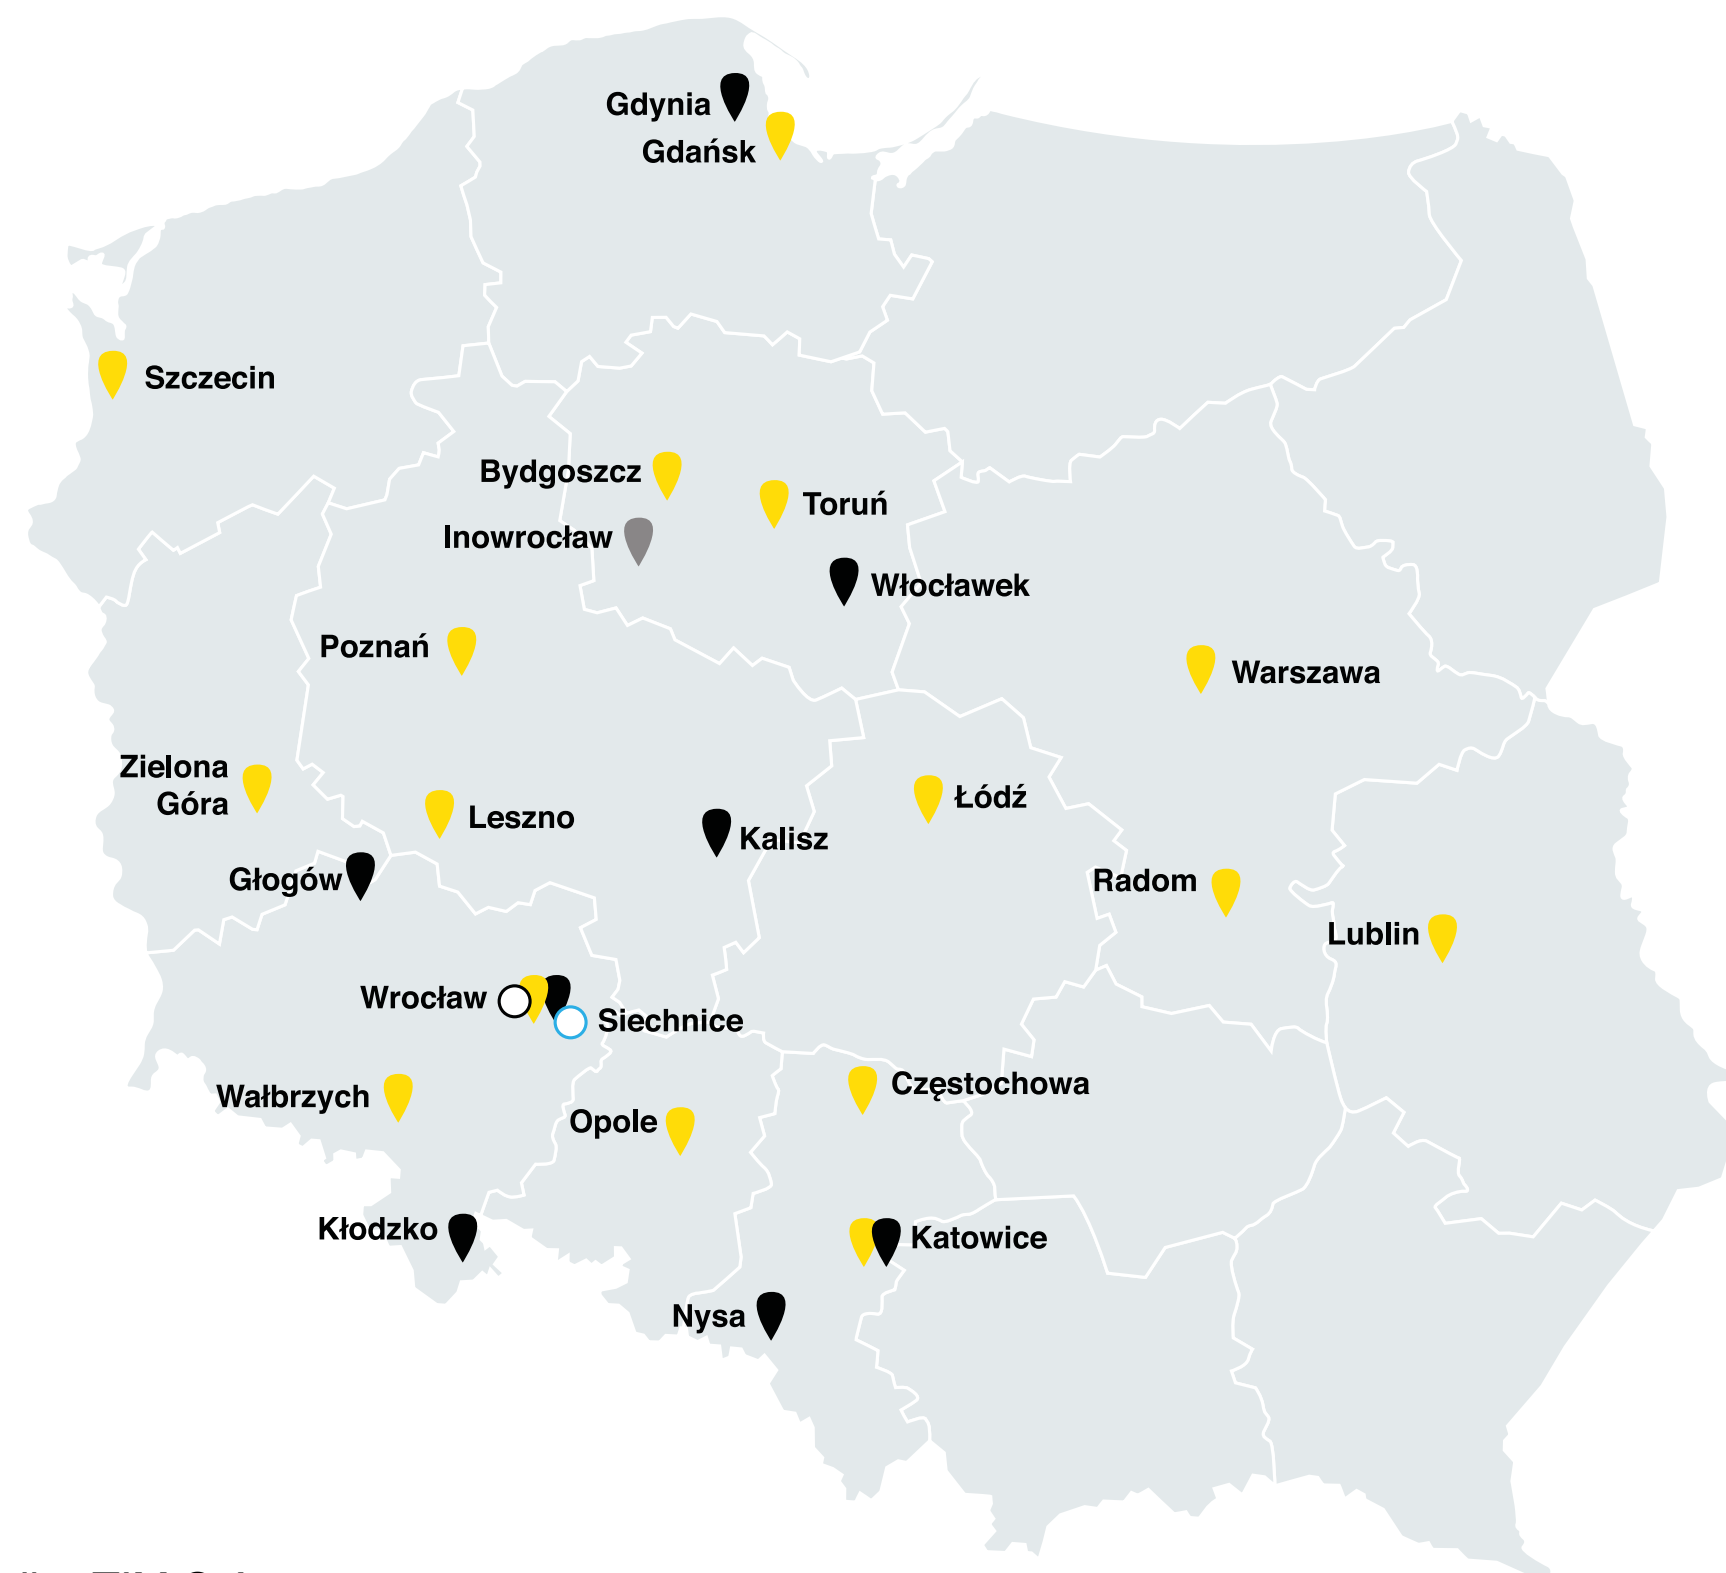 Gdynia
Gdańsk
Szczecin
Bydgoszcz
Toruń
Inowrocław
Włocławek
Poznań
Warszawa
Zielona
Góra
Łódź
Leszno
Kalisz
Głogów
Radom
Lublin
Wrocław
Siechnice
Wałbrzych
Częstochowa
Opole
Kłodzko
Katowice
Nysa